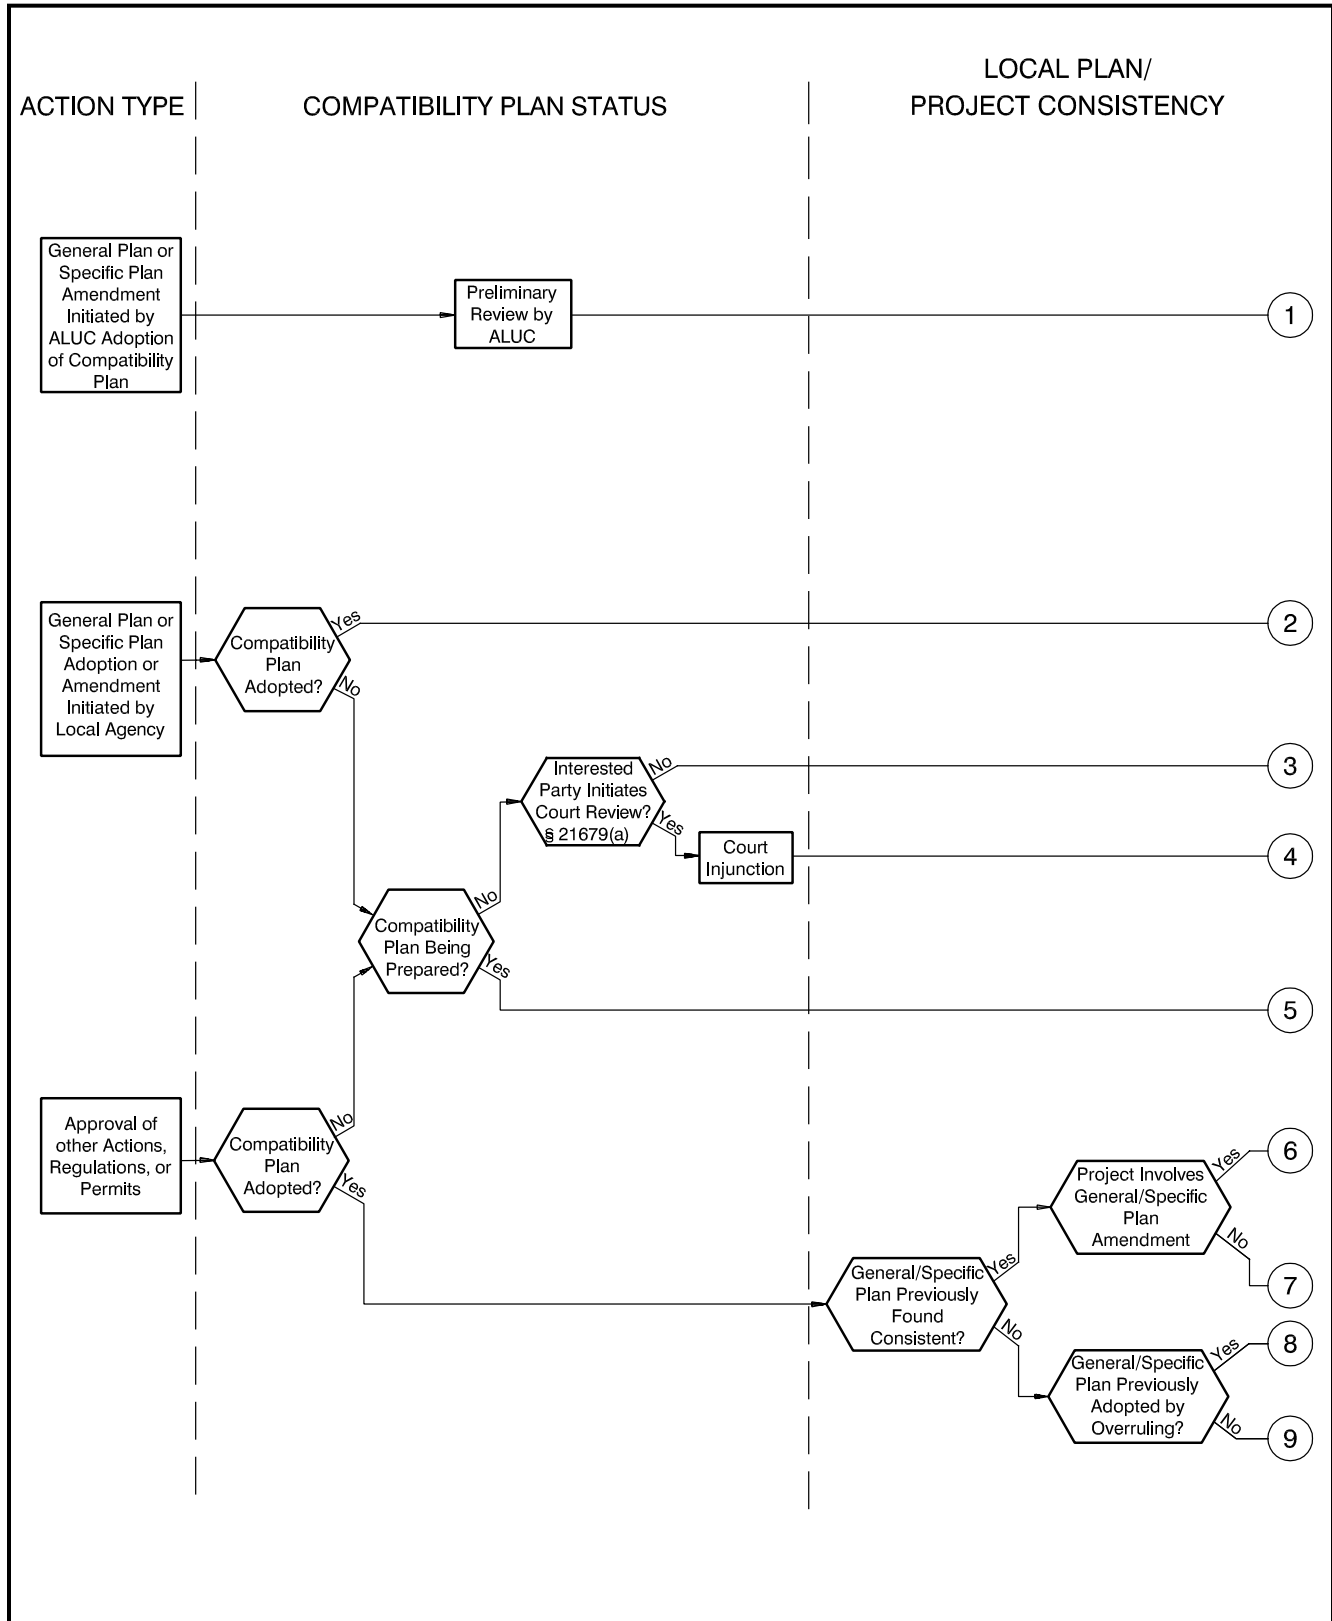 ACTION TYPE
COMPATIBILITY PLAN STATUS
LOCAL PLAN/
PROJECT CONSISTENCY
General Plan or
Specific Plan
Amendment
Initiated by
ALUC Adoption
of Compatibility
Plan
Preliminary
Review by
ALUC
1
General Plan or
Specific Plan
Adoption or
Amendment
Initiated by
Local Agency
Compatibility
Plan
Adopted?
Yes
No
2
Interested
Party Initiates
Court Review?
§ 21679(a)
No
Yes
3
Court
Injunction
4
Compatibility
Plan Being
Prepared?
No
Yes
5
Approval of
other Actions,
Regulations, or
Permits
Compatibility
Plan
Adopted?
No
Yes
Project Involves
General/Specific
Plan
Amendment
Yes
No
6
7
General/Specific
Plan Previously
Found
Consistent?
Yes
No
General/Specific
Plan Previously
Adopted by
Overruling?
Yes
No
8
9